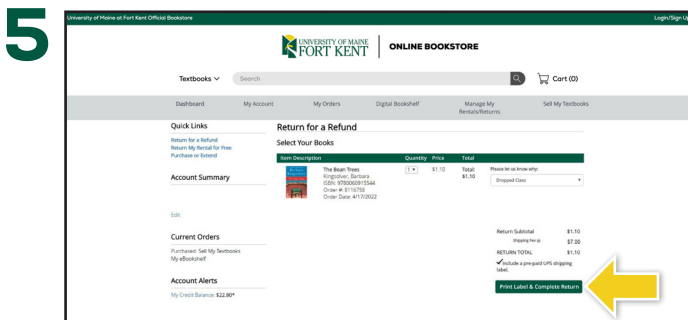 5
University of Maine at Fort Kent Official Bookstore
Login/Sign Up
UNIVERSITY OF MAINE
FORT KENT
ONLINE BOOKSTORE
Textbooks
Search
Cart (0)
Dashboard
My Account
My Orders
Digital Bookshelf
Manage My
Rentals/Returns
Sell My Textbooks
Quick Links
Return for a Refund
Return My Rental for Free
Purchase or Extend
Account Summary
Edit
Current Orders
Purchased: Sell My Textbooks
My eBookshelf
Account Alerts
My Credit Balance: $22.90*
Return for a Refund
Select Your Books
Item Description Quantity Price Total
The Bean Trees 1 $1.10 Total: Please let us know why:
Kingsolver, Barbara $1.10 Dropped Class
ISBN: 9780060915544
Order #: 8116758
Order Date: 4/17/2022
Return Subtotal $1.10
Shipping Fee $7.00
RETURN TOTAL $1.10
Include a pre-paid UPS shipping
label.
Print Label & Complete Return